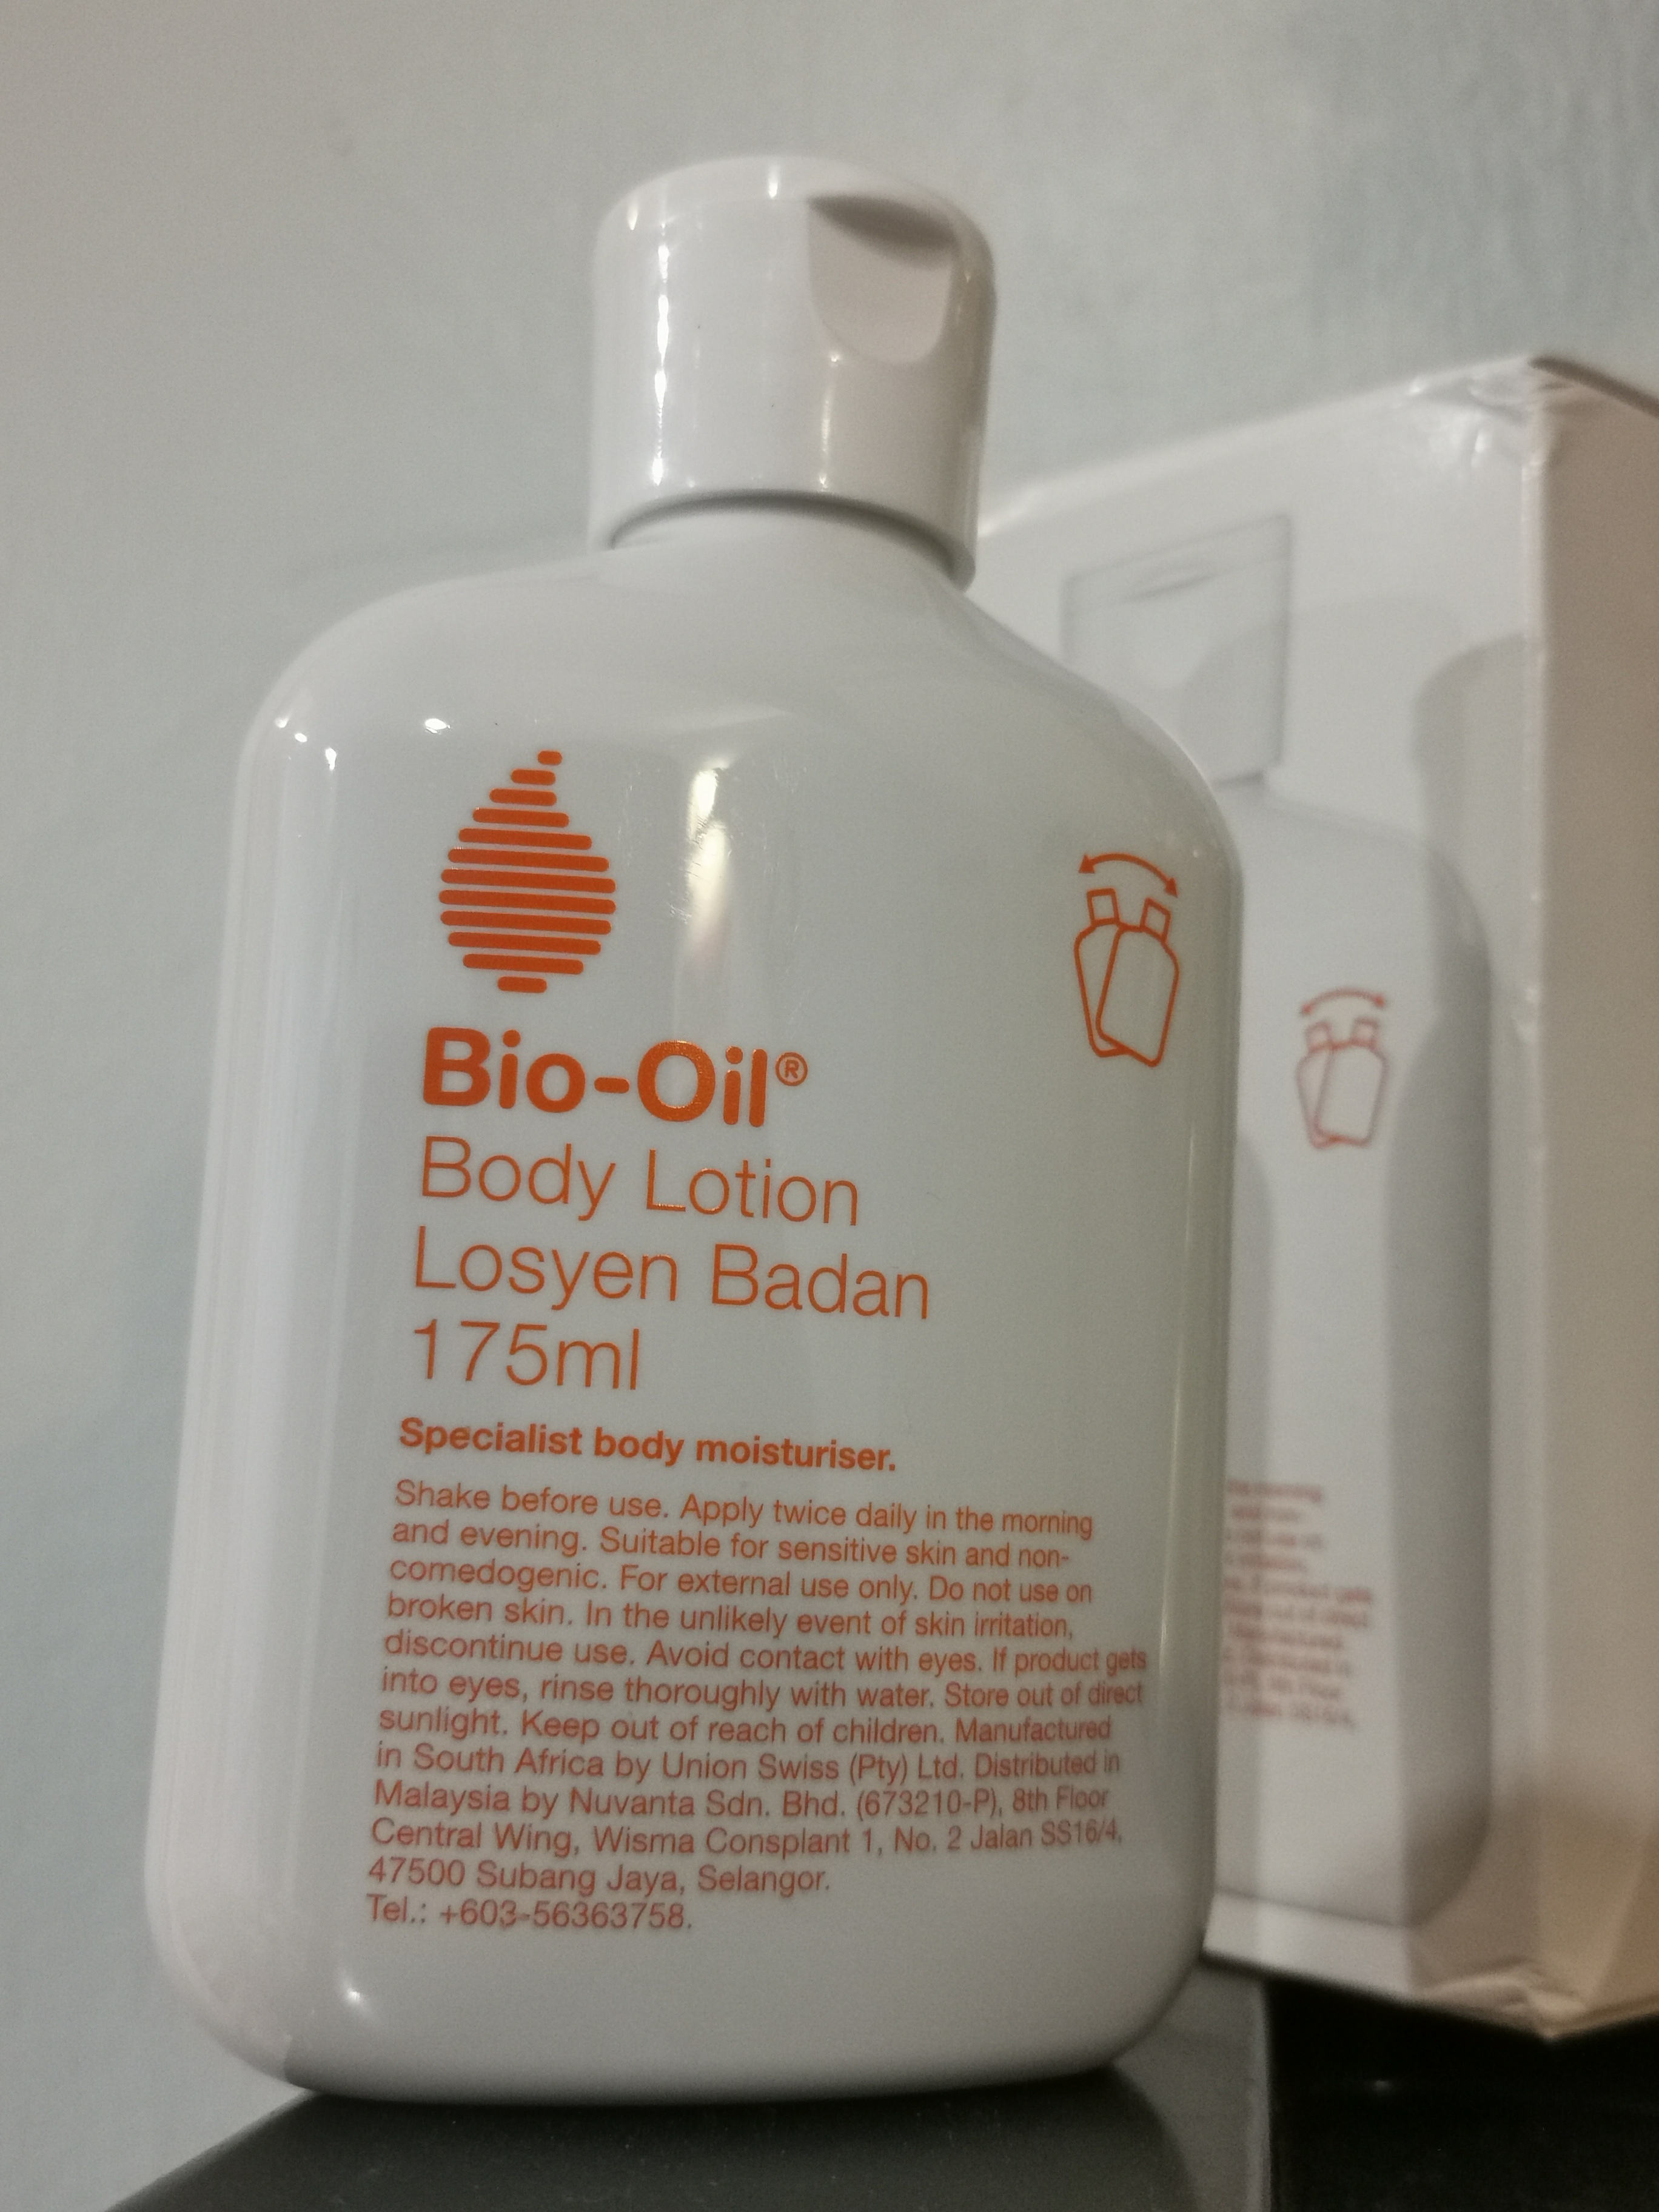 Bio-Oil®
Body Lotion
Losyen Badan
175ml
Specialist body moisturiser.
Shake before use. Apply twice daily in the morning
and evening. Suitable for sensitive skin and non-
comedogenic. For external use only. Do not use on
broken skin. In the unlikely event of skin irritation,
discontinue use. Avoid contact with eyes. If product gets
into eyes, rinse thoroughly with water. Store out of direct
sunlight. Keep out of reach of children. Manufactured
in South Africa by Union Swiss (Pty) Ltd. Distributed in
Malaysia by Nuvanta Sdn. Bhd. (673210-P), 8th Floor
Central Wing, Wisma Consplant 1, No. 2 Jalan SS16/4,
47500 Subang Jaya, Selangor.
Tel.: +603-56363758.